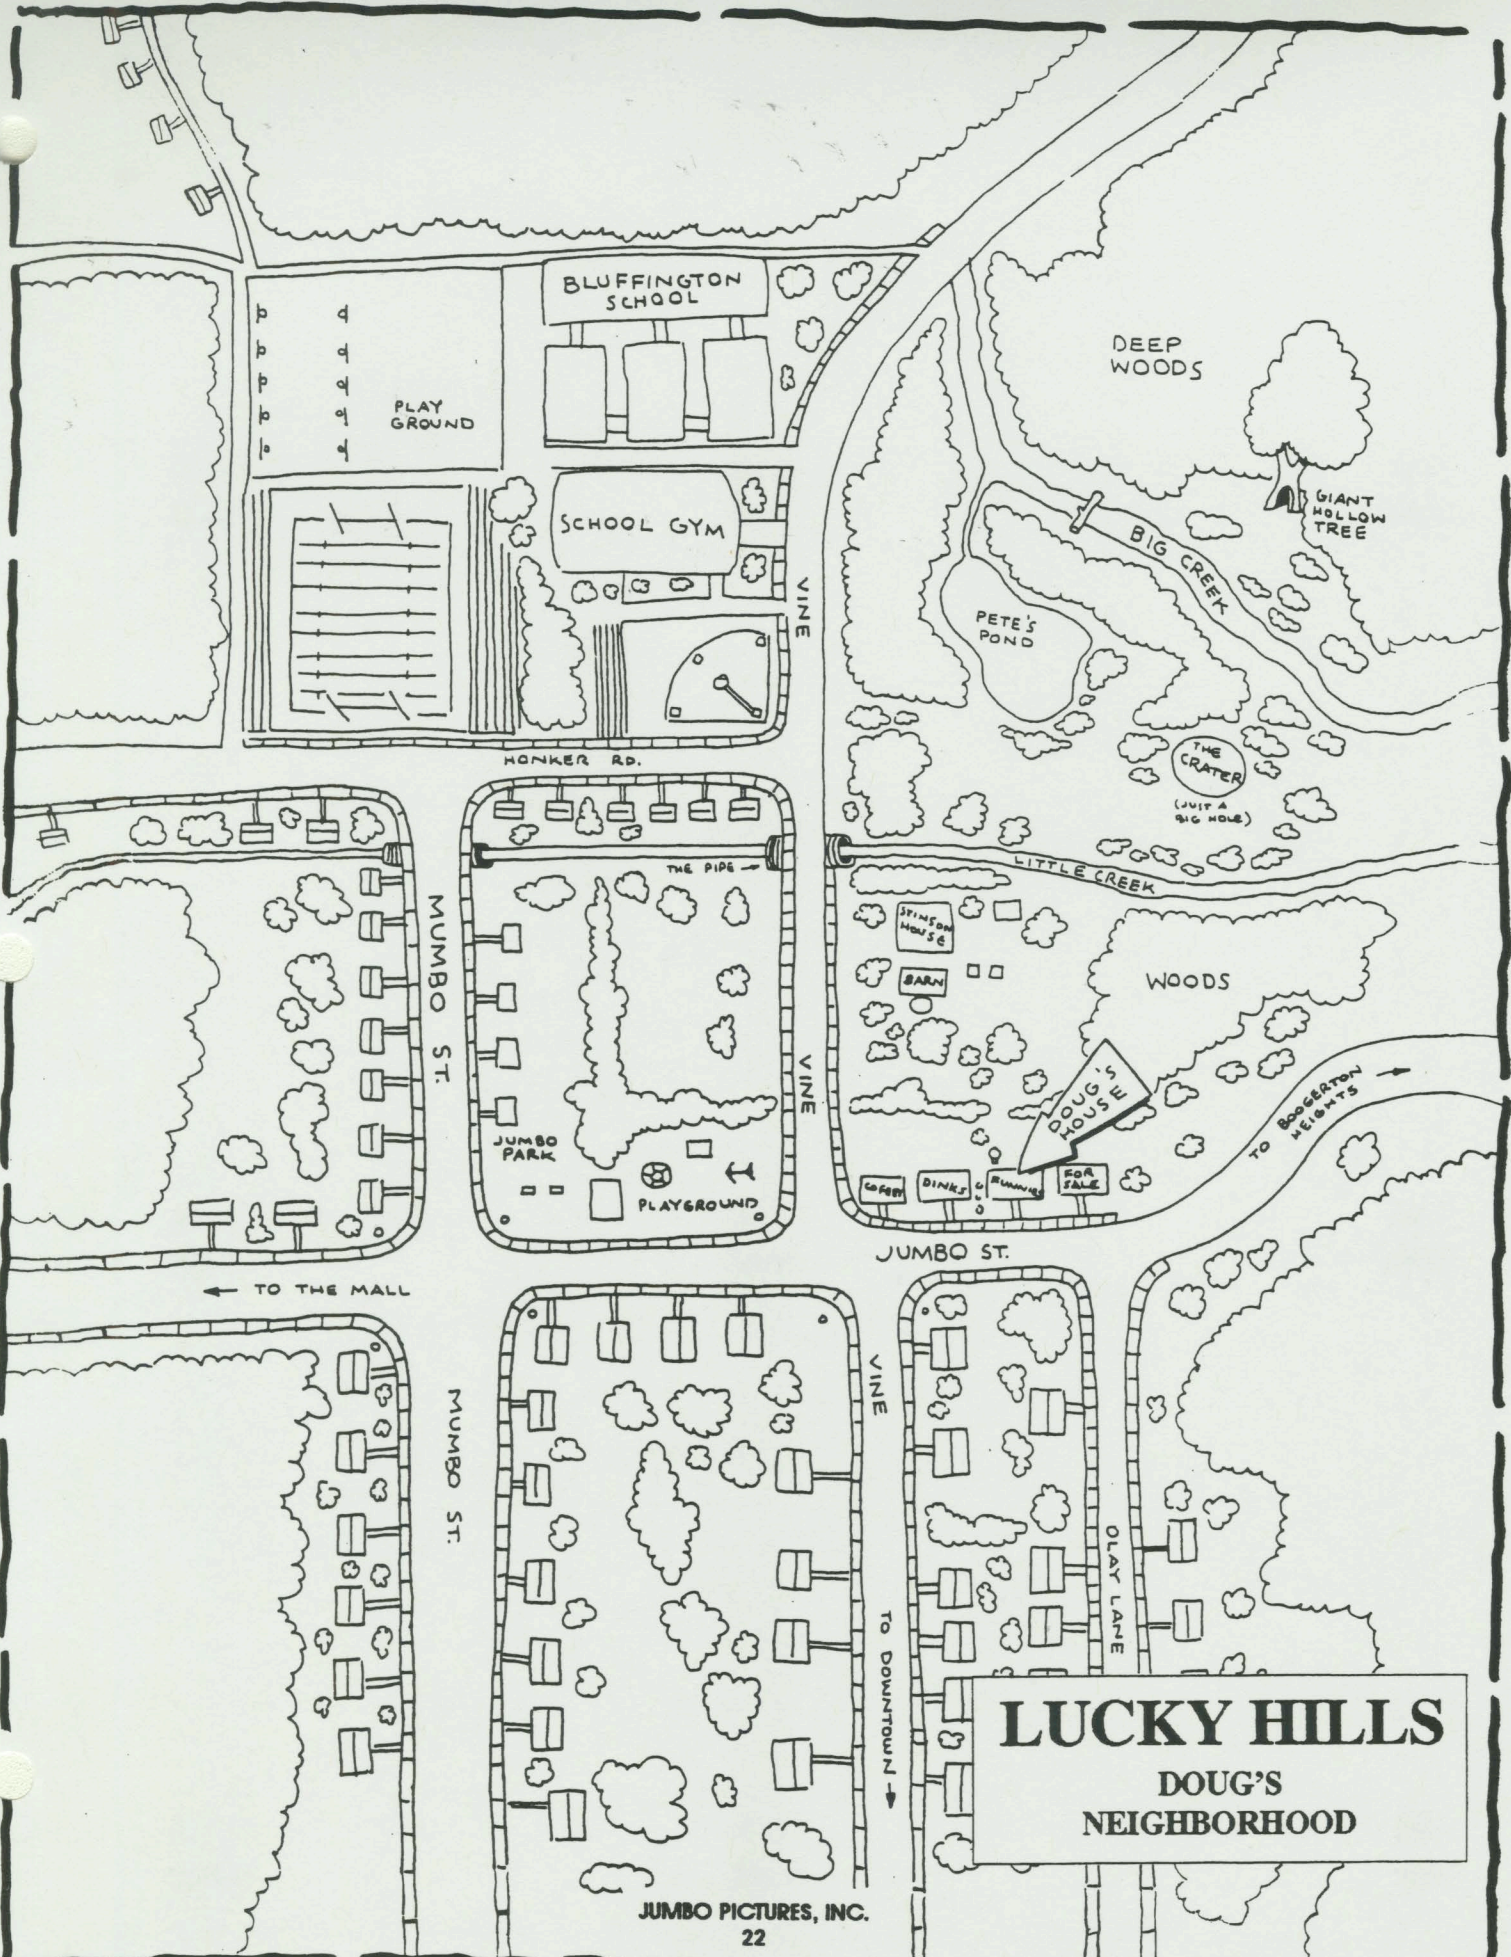 BLUFFINGTON
SCHOOL
PLAY
GROUND
SCHOOL GYM
DEEP
WOODS
GIANT
HOLLOW
TREE
BIG CREEK
PETE'S
POND
VINE
THE
CRATER
(JUST A
BIG HOLE)
HONKER RD.
THE PIPE →
LITTLE CREEK
STINSON
HOUSE
BARN
WOODS
MUMBO ST.
VINE
DOUG'S
HOUSE
TO BOOGERTON →
HEIGHTS
JUMBO
PARK
PLAYGROUND
DINKS
FUNNIES
FOR
SALE
JUMBO ST.
← TO THE MALL
MUMBO ST.
VINE
TO DOWNTOWN →
OLAY LANE
LUCKY HILLS
DOUG'S
NEIGHBORHOOD
JUMBO PICTURES, INC.
22